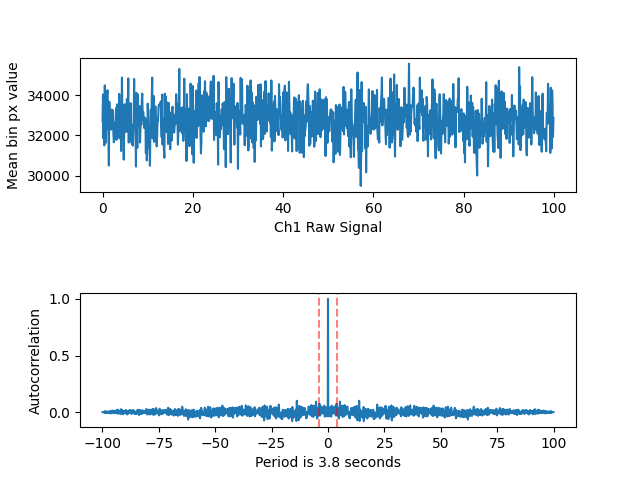 34000
32000
30000
Mean bin px value
0 20 40 60 80 100
Ch1 Raw Signal
1.0
0.5
0.0
Autocorrelation
−100 −75 −50 −25 0 25 50 75 100
Period is 3.8 seconds